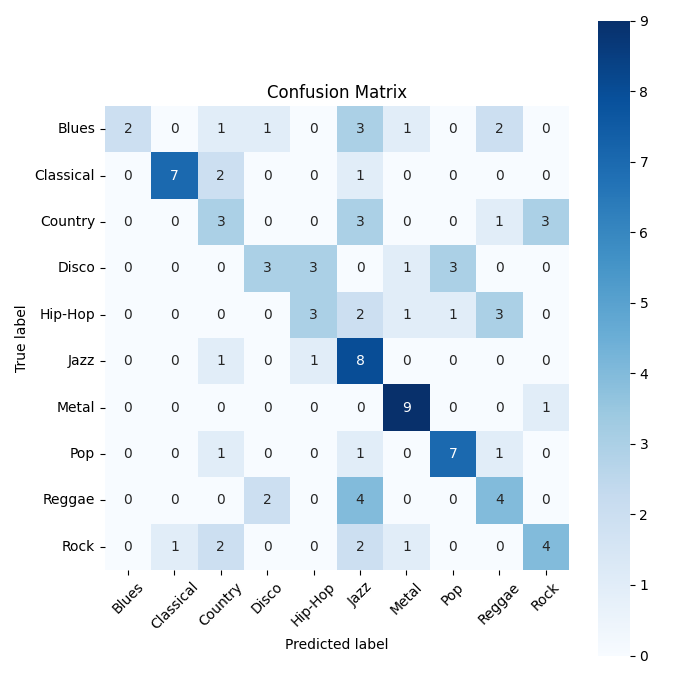 Confusion Matrix
True label
Blues 2 0 1 1 0 3 1 0 2 0
Classical 0 7 2 0 0 1 0 0 0 0
Country 0 0 3 0 0 3 0 0 1 3
Disco 0 0 0 3 3 0 1 3 0 0
Hip-Hop 0 0 0 0 3 2 1 1 3 0
Jazz 0 0 1 0 1 8 0 0 0 0
Metal 0 0 0 0 0 0 9 0 0 1
Pop 0 0 1 0 0 1 0 7 1 0
Reggae 0 0 0 2 0 4 0 0 4 0
Rock 0 1 2 0 0 2 1 0 0 4
Blues Classical Country Disco Hip-Hop Jazz Metal Pop Reggae Rock
Predicted label
9
8
7
6
5
4
3
2
1
0